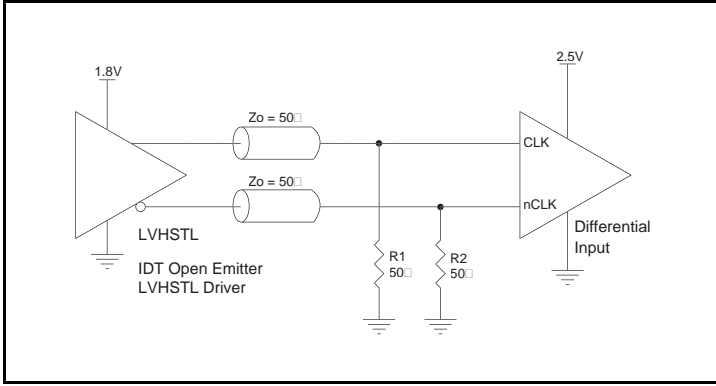 1.8V
2.5V
Zo = 50□
CLK
Zo = 50□
nCLK
LVHSTL
IDT Open Emitter
LVHSTL Driver
R1
50□
R2
50□
Differential
Input